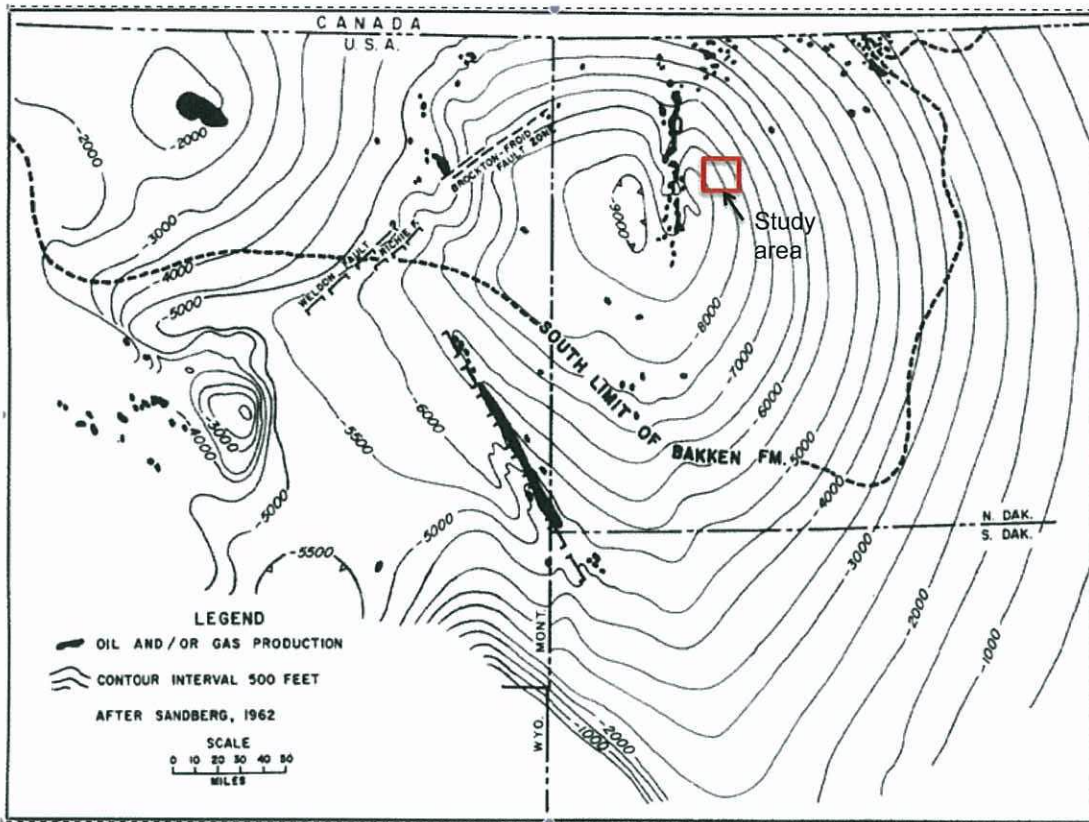 CANADA
U.S.A.
-2000
-2000
BROCKTON-FROID
FAULT ZONE
-9000
Study
area
-3000
WELDON FAULT
RICHIE
-4000
-5000
-8000
SOUTH LIMIT OF BAKKEN FM.
-7000
-3000
-4000
-6000
-6000
-5500
-5000
-4000
-5000
-5000
N. DAK.
S. DAK.
-5500
-3000
LEGEND
OIL AND/OR GAS PRODUCTION
CONTOUR INTERVAL 500 FEET
AFTER SANDBERG, 1962
SCALE
0 10 20 30 40 50
MILES
MONT.
WYO.
-2000
-1000
-2000
-1000